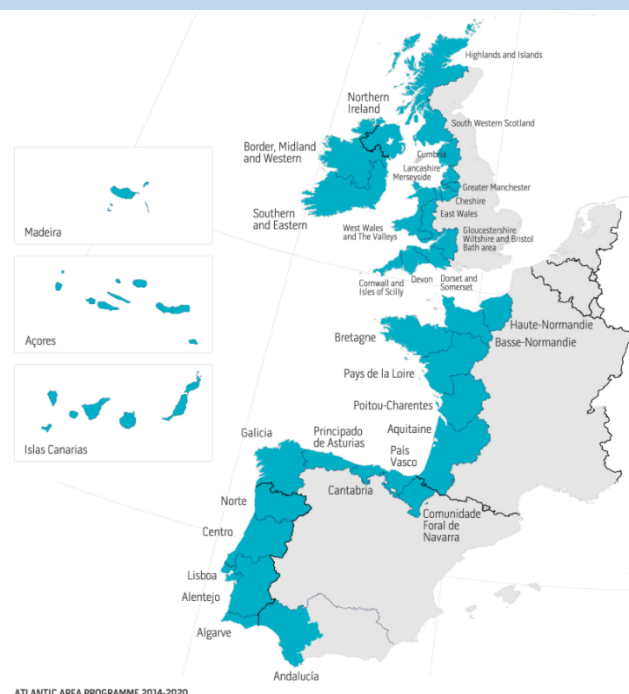 Highlands and Islands
Northern
Ireland
South Western Scotland
Border, Midland
and Western
Cumbria
Lancashire
Merseyside
Greater Manchester
Cheshire
East Wales
Southern
and Eastern
West Wales
and The Valleys
Gloucestershire
Wiltshire and Bristol
Bath area
Madeira
Cornwall and
Isles of Scilly
Devon
Dorset and
Somerset
Haute-Normandie
Basse-Normandie
Bretagne
Açores
Pays de la Loire
Poitou-Charentes
Aquitaine
Galicia
Principado
de Asturias
País
Vasco
Islas Canarias
Cantabria
Norte
Comunidade
Foral de
Navarra
Centro
Lisboa
Alentejo
Algarve
Andalucía
ATLANTIC AREA PROGRAMME 2014-2020